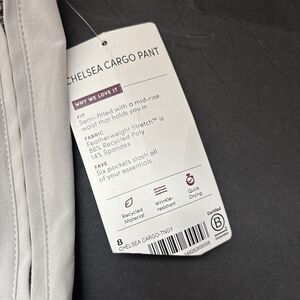 CHELSEA CARGO PANT
WHY WE LOVE IT
FIT
Semi-fitted with a mid-rise
waist that holds you in
FABRIC
Featherweight Stretch™ is
86% Recycled Poly
14% Spandex
FAVE
Six pockets stash all
of your essentials
Recycled
Material
Wrinkle-
resistant
Quick
Drying
Certified
B
Corporation
8
CHELSEA CARGO-TNGY